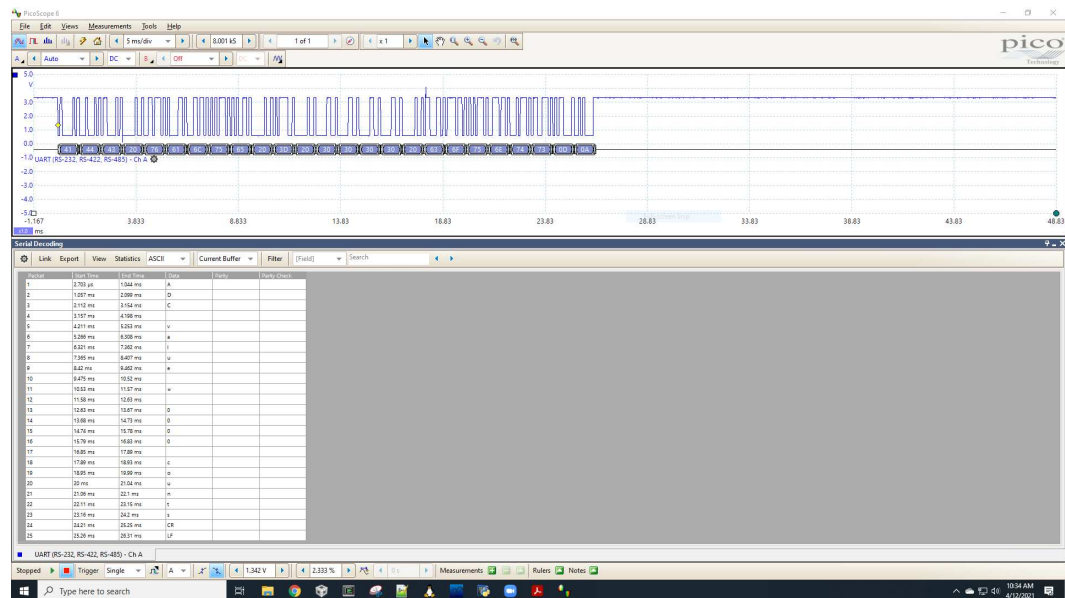 PicoScope 6
File Edit Views Measurements Tools Help
5 ms/div 8.001 kS 1 of 1 x 1
A Auto DC B Off DC
pico
Technology
5.0
V
3.0
2.0
1.0
0.0
41 44 43 20 76 61 6C 75 65 20 3D 20 30 30 30 30 20 63 6F 75 6E 74 73 0D 0A
-1.0 UART (RS-232, RS-422, RS-485) - Ch A
-2.0
-3.0
-4.0
-5.0
-1.167 3.833 8.833 13.83 18.83 23.83 28.83 33.83 38.83 43.83 48.83
x1.0 ms
Serial Decoding
Link Export View Statistics ASCII Current Buffer Filter [Field] Search
Packet Start Time End Time Data Parity Parity Check
1 2.703 µs 1.044 ms A
2 1.057 ms 2.099 ms D
3 2.112 ms 3.154 ms C
4 3.157 ms 4.198 ms
5 4.211 ms 5.253 ms v
6 5.266 ms 6.308 ms a
7 6.321 ms 7.362 ms l
8 7.365 ms 8.407 ms u
9 8.42 ms 9.462 ms e
10 9.475 ms 10.52 ms
11 10.53 ms 11.57 ms =
12 11.58 ms 12.63 ms
13 12.63 ms 13.67 ms 0
14 13.68 ms 14.73 ms 0
15 14.74 ms 15.78 ms 0
16 15.79 ms 16.83 ms 0
17 16.85 ms 17.89 ms
18 17.89 ms 18.93 ms c
19 18.95 ms 19.99 ms o
20 20 ms 21.04 ms u
21 21.06 ms 22.1 ms n
22 22.11 ms 23.15 ms t
23 23.16 ms 24.2 ms s
24 24.21 ms 25.25 ms CR
25 25.26 ms 26.31 ms LF
UART (RS-232, RS-422, RS-485) - Ch A
Stopped Trigger Single A 1.342 V 2.333 % 0 s Measurements Rulers Notes
Type here to search
10:34 AM
4/12/2021